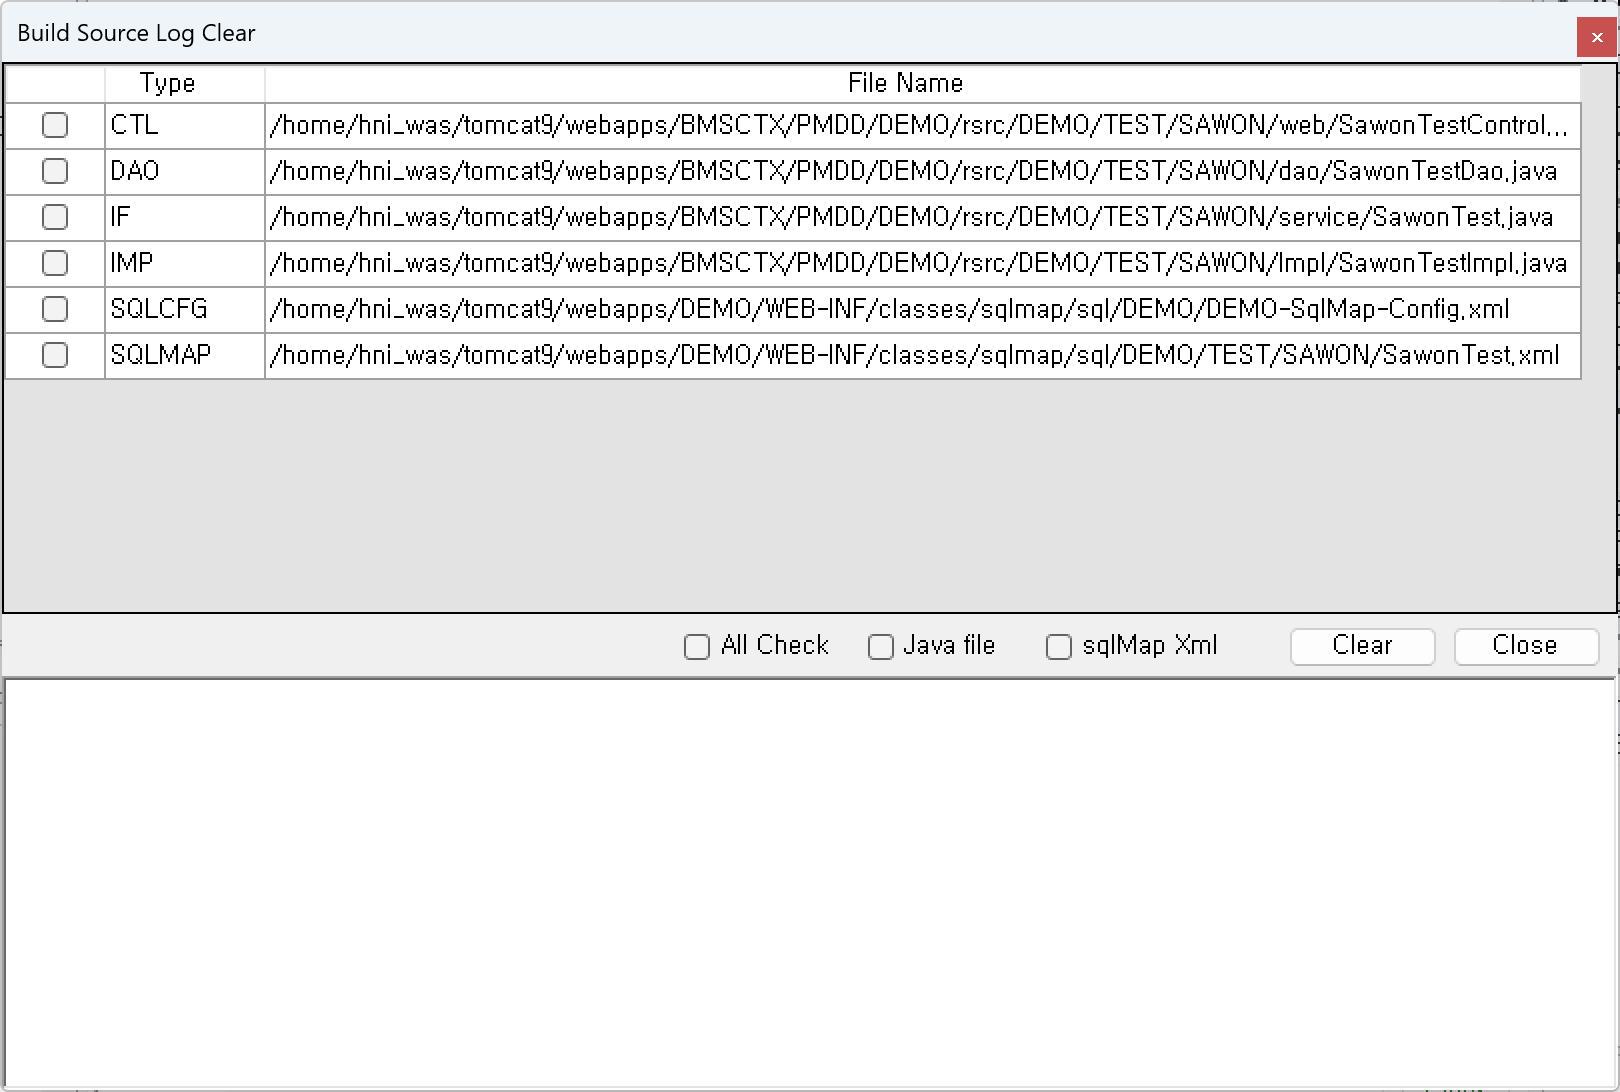 Build Source Log Clear
x
Type File Name
CTL /home/hni_was/tomcat9/webapps/BMSCTX/PMDD/DEMO/rsrc/DEMO/TEST/SAWON/web/SawonTestControl...
DAO /home/hni_was/tomcat9/webapps/BMSCTX/PMDD/DEMO/rsrc/DEMO/TEST/SAWON/dao/SawonTestDao.java
IF /home/hni_was/tomcat9/webapps/BMSCTX/PMDD/DEMO/rsrc/DEMO/TEST/SAWON/service/SawonTest.java
IMP /home/hni_was/tomcat9/webapps/BMSCTX/PMDD/DEMO/rsrc/DEMO/TEST/SAWON/Impl/SawonTestImpl.java
SQLCFG /home/hni_was/tomcat9/webapps/DEMO/WEB-INF/classes/sqlmap/sql/DEMO/DEMO-SqlMap-Config.xml
SQLMAP /home/hni_was/tomcat9/webapps/DEMO/WEB-INF/classes/sqlmap/sql/DEMO/TEST/SAWON/SawonTest.xml
All Check Java file sqlMap Xml Clear Close